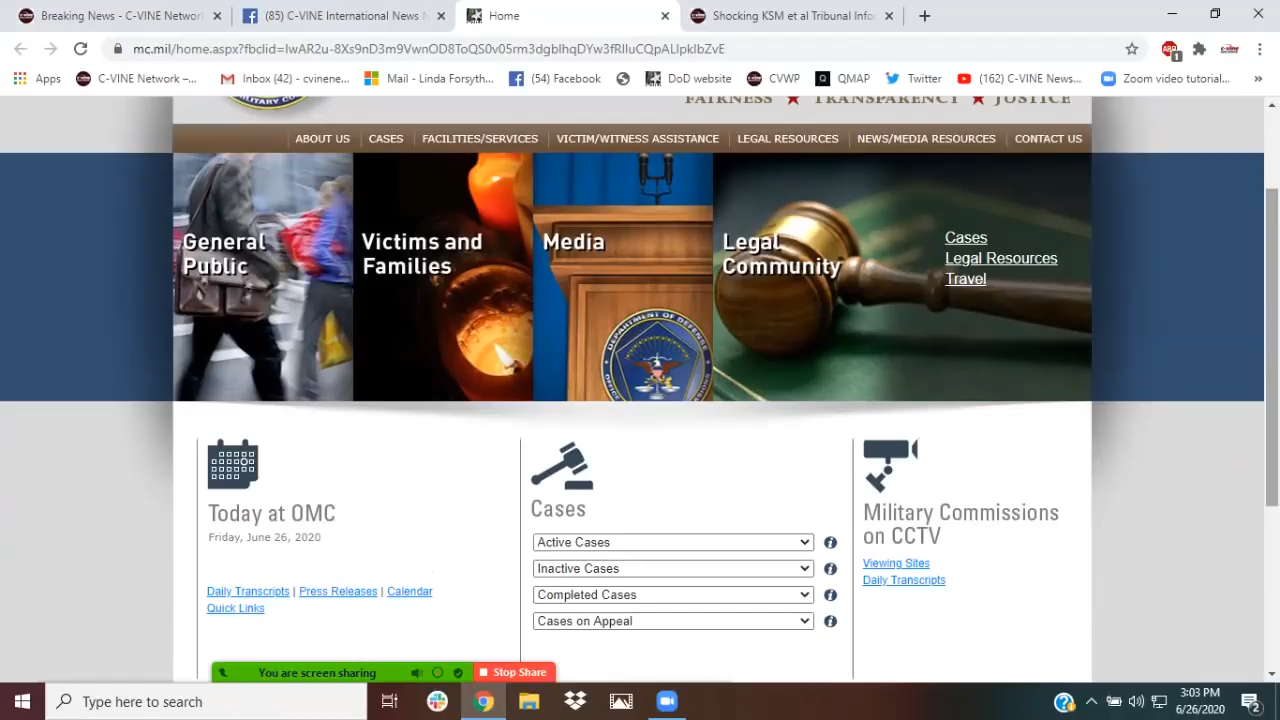 Breaking News – C-VINE Network
(85) C-VINE International News
Home
Shocking KSM et al Tribunal Info
mc.mil/home.aspx?fbclid=IwAR2u-8Xs9nD3m9VwnOD8ToQS0v05rm3dgblhqDYw3fRlluCQpALlpklbZvE
Apps
C-VINE Network –...
Inbox (42) - cvinene...
Mail - Linda Forsyth...
(54) Facebook
DoD website
CVWP
QMAP
Twitter
(162) C-VINE News...
Zoom video tutorial...
MILITARY
FAIRNESS ★ TRANSPARENCY ★ JUSTICE
ABOUT US
CASES
FACILITIES/SERVICES
VICTIM/WITNESS ASSISTANCE
LEGAL RESOURCES
NEWS/MEDIA RESOURCES
CONTACT US
General
Public
Victims and
Families
Media
DEPARTMENT OF DEFENSE
Legal
Community
Cases
Legal Resources
Travel
Today at OMC
Friday, June 26, 2020
Daily Transcripts | Press Releases | Calendar
Quick Links
Cases
Active Cases
Inactive Cases
Completed Cases
Cases on Appeal
Military Commissions
on CCTV
Viewing Sites
Daily Transcripts
You are screen sharing
Stop Share
Type here to search
3:03 PM
6/26/2020
2